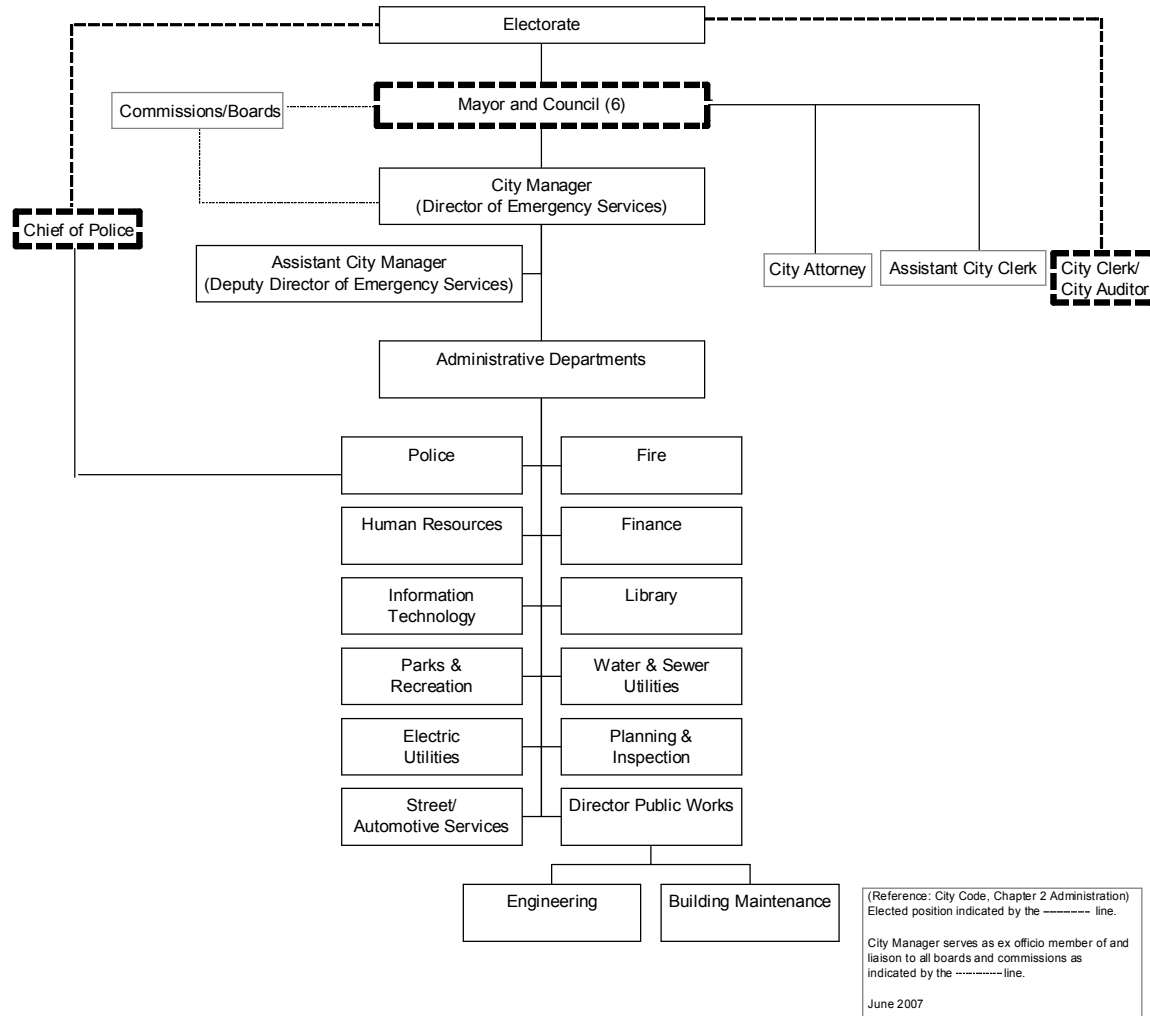 Electorate
Mayor and Council (6)
Commissions/Boards
City Manager
(Director of Emergency Services)
Chief of Police
Assistant City Manager
(Deputy Director of Emergency Services)
City Attorney
Assistant City Clerk
City Clerk/
City Auditor
Administrative Departments
Police
Fire
Human Resources
Finance
Information
Technology
Library
Parks &
Recreation
Water & Sewer
Utilities
Electric
Utilities
Planning &
Inspection
Street/
Automotive Services
Director Public Works
Engineering
Building Maintenance
(Reference: City Code, Chapter 2 Administration)
Elected position indicated by the ------------ line.
City Manager serves as ex officio member of and
liaison to all boards and commissions as
indicated by the --------------- line.
June 2007